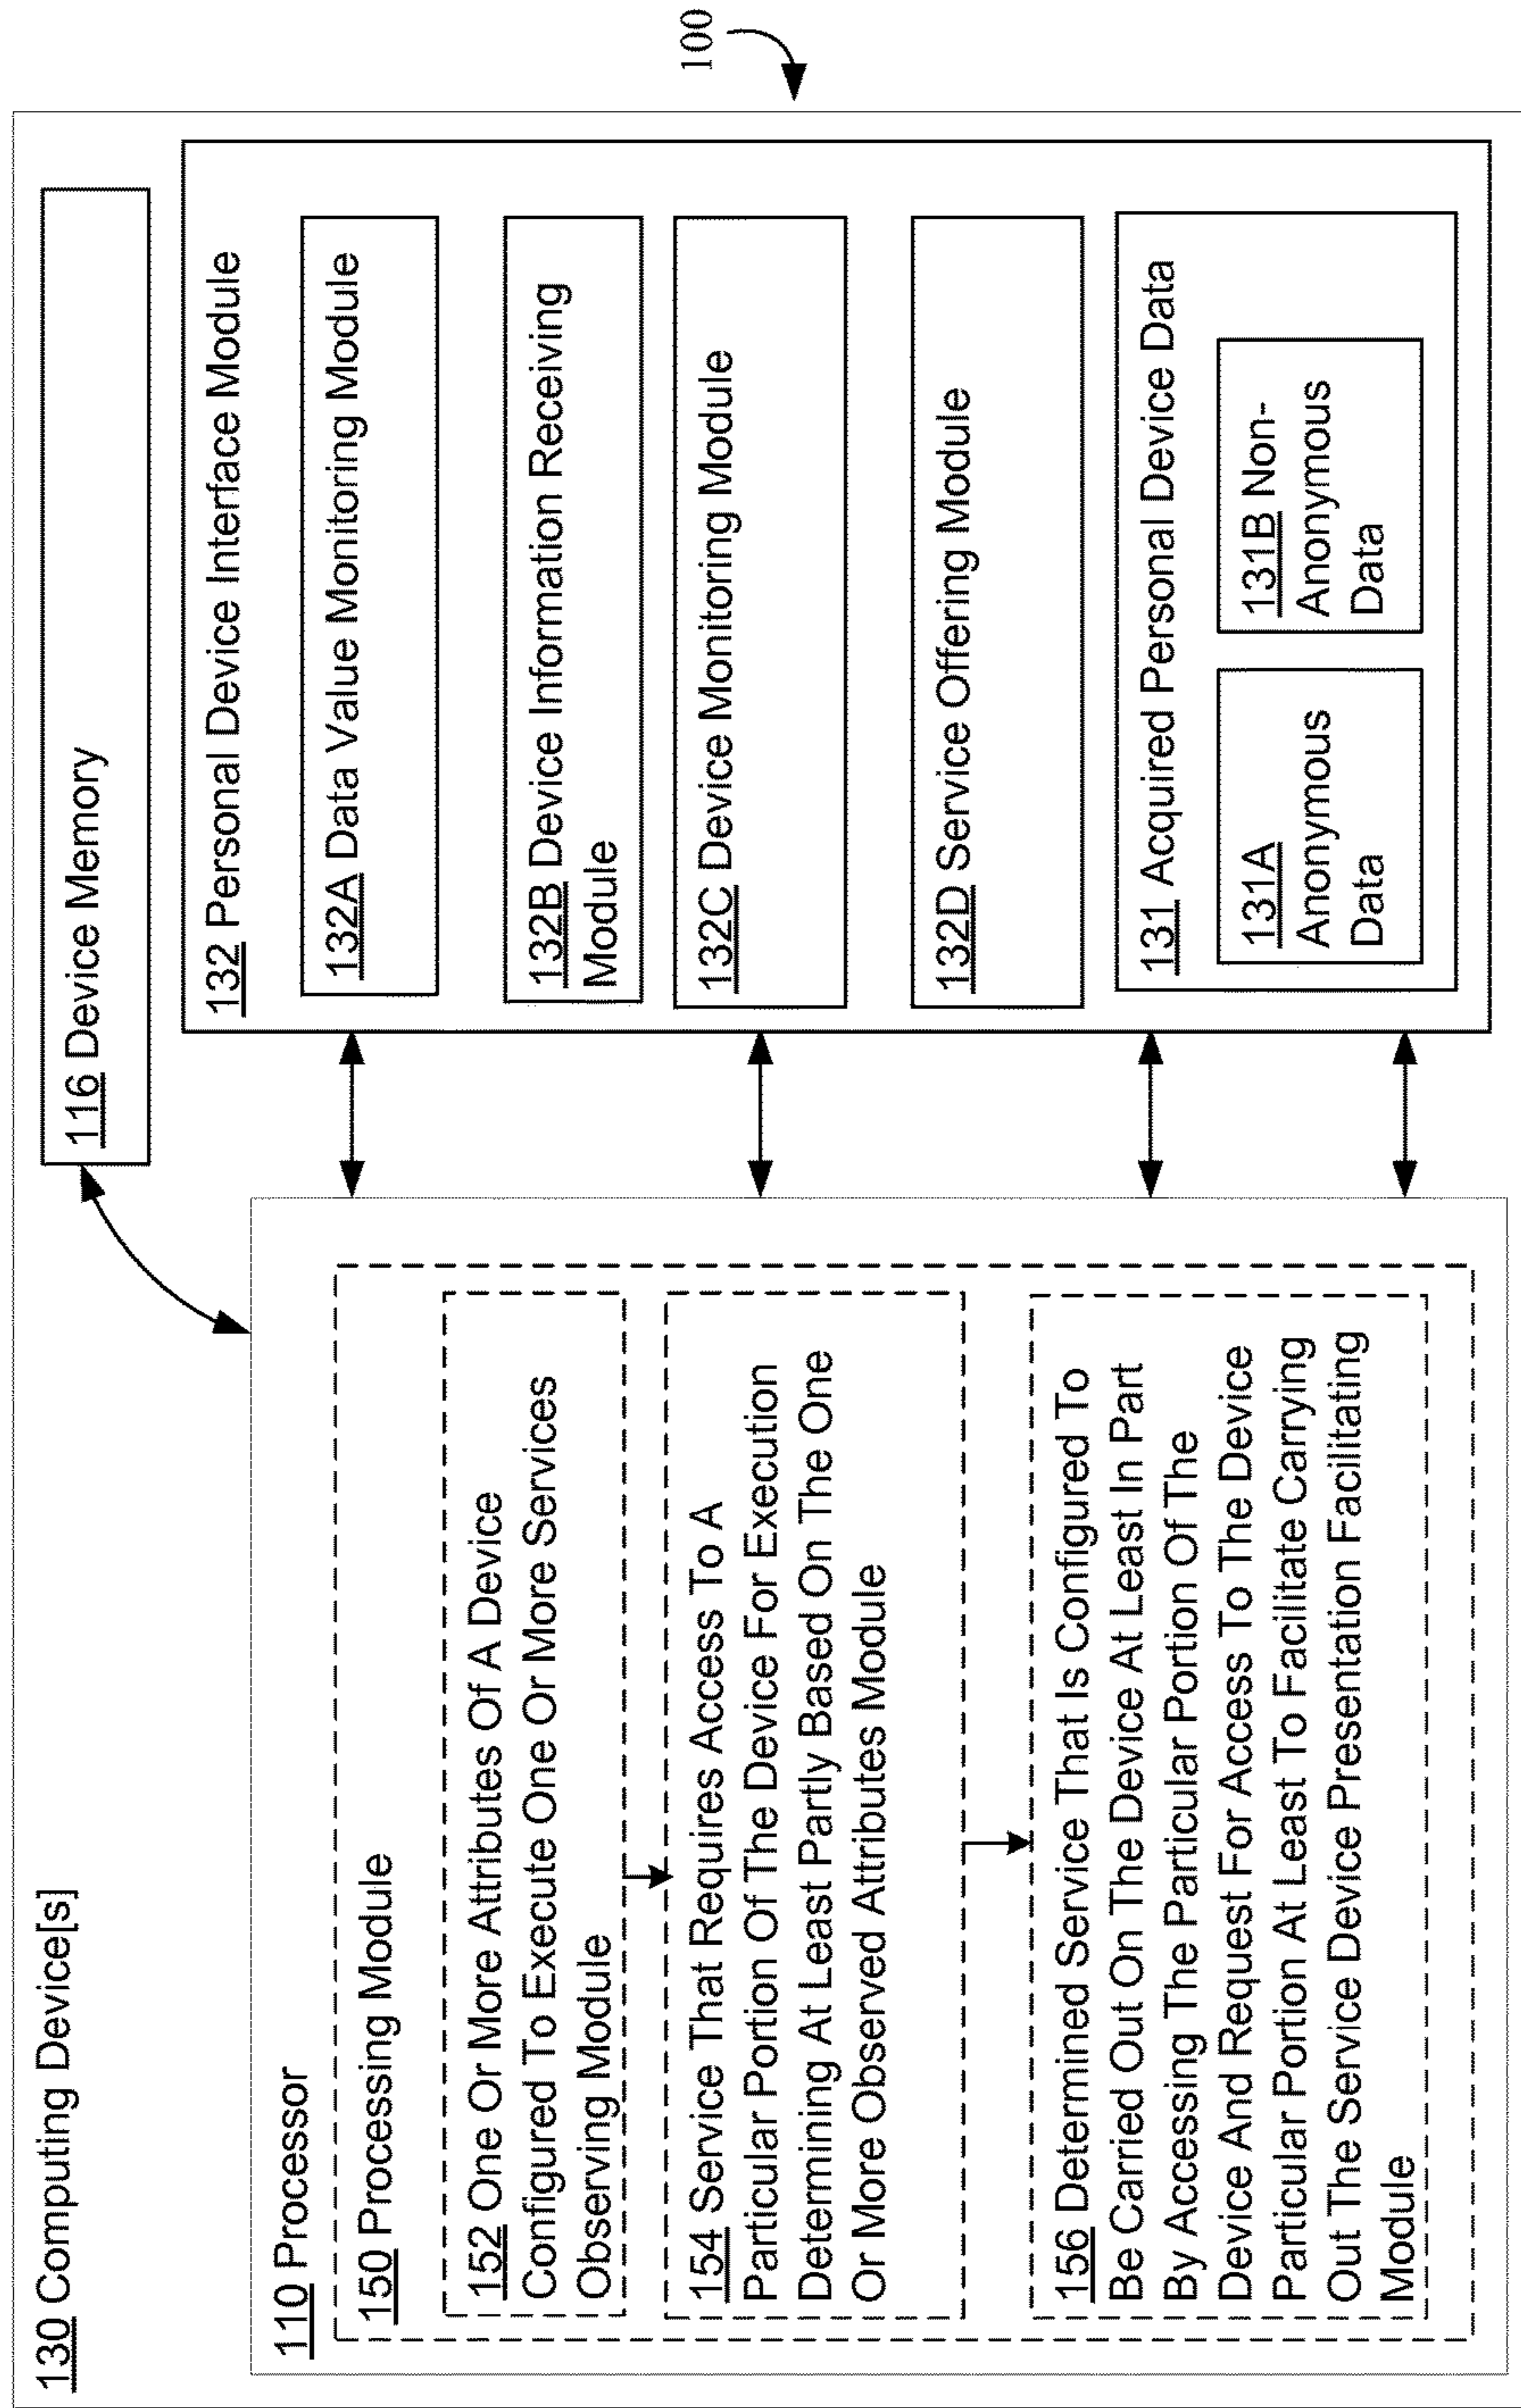 130 Computing Device[s]
100
116 Device Memory
110 Processor
150 Processing Module
152 One Or More Attributes Of A Device
Configured To Execute One Or More Services
Observing Module
154 Service That Requires Access To A
Particular Portion Of The Device For Execution
Determining At Least Partly Based On The One
Or More Observed Attributes Module
156 Determined Service That Is Configured To
Be Carried Out On The Device At Least In Part
By Accessing The Particular Portion Of The
Device And Request For Access To The Device
Particular Portion At Least To Facilitate Carrying
Out The Service Device Presentation Facilitating
Module
132 Personal Device Interface Module
132A Data Value Monitoring Module
132B Device Information Receiving
Module
132C Device Monitoring Module
132D Service Offering Module
131 Acquired Personal Device Data
131A
Anonymous
Data
131B Non-
Anonymous
Data